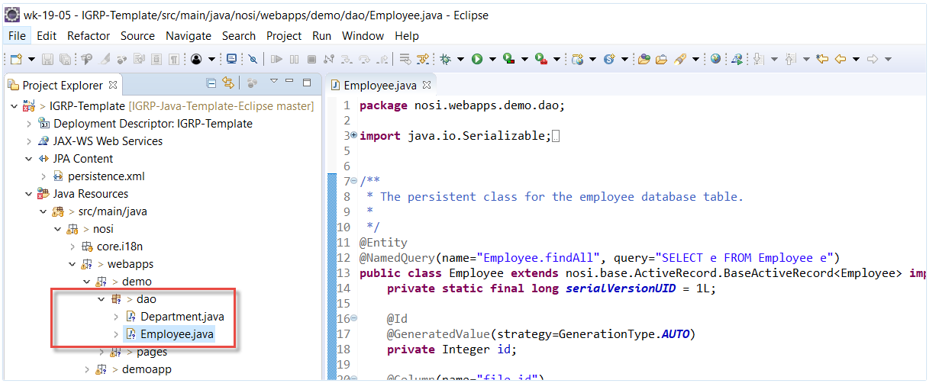 wk-19-05 - IGRP-Template/src/main/java/nosi/webapps/demo/dao/Employee.java - Eclipse
File Edit Refactor Source Navigate Search Project Run Window Help
Project Explorer
IGRP-Template [IGRP-Java-Template-Eclipse master]
Deployment Descriptor: IGRP-Template
JAX-WS Web Services
JPA Content
persistence.xml
Java Resources
src/main/java
nosi
core.i18n
webapps
demo
dao
Department.java
Employee.java
pages
demoapp
Employee.java
1 package nosi.webapps.demo.dao;
2
3 import java.io.Serializable;
5
6
7 /**
8 * The persistent class for the employee database table.
9 *
10 */
11 @Entity
12 @NamedQuery(name="Employee.findAll", query="SELECT e FROM Employee e")
13 public class Employee extends nosi.base.ActiveRecord.BaseActiveRecord<Employee> imp
14 private static final long serialVersionUID = 1L;
15
16 @Id
17 @GeneratedValue(strategy=GenerationType.AUTO)
18 private Integer id;
19
20 @Column(name="file_id")